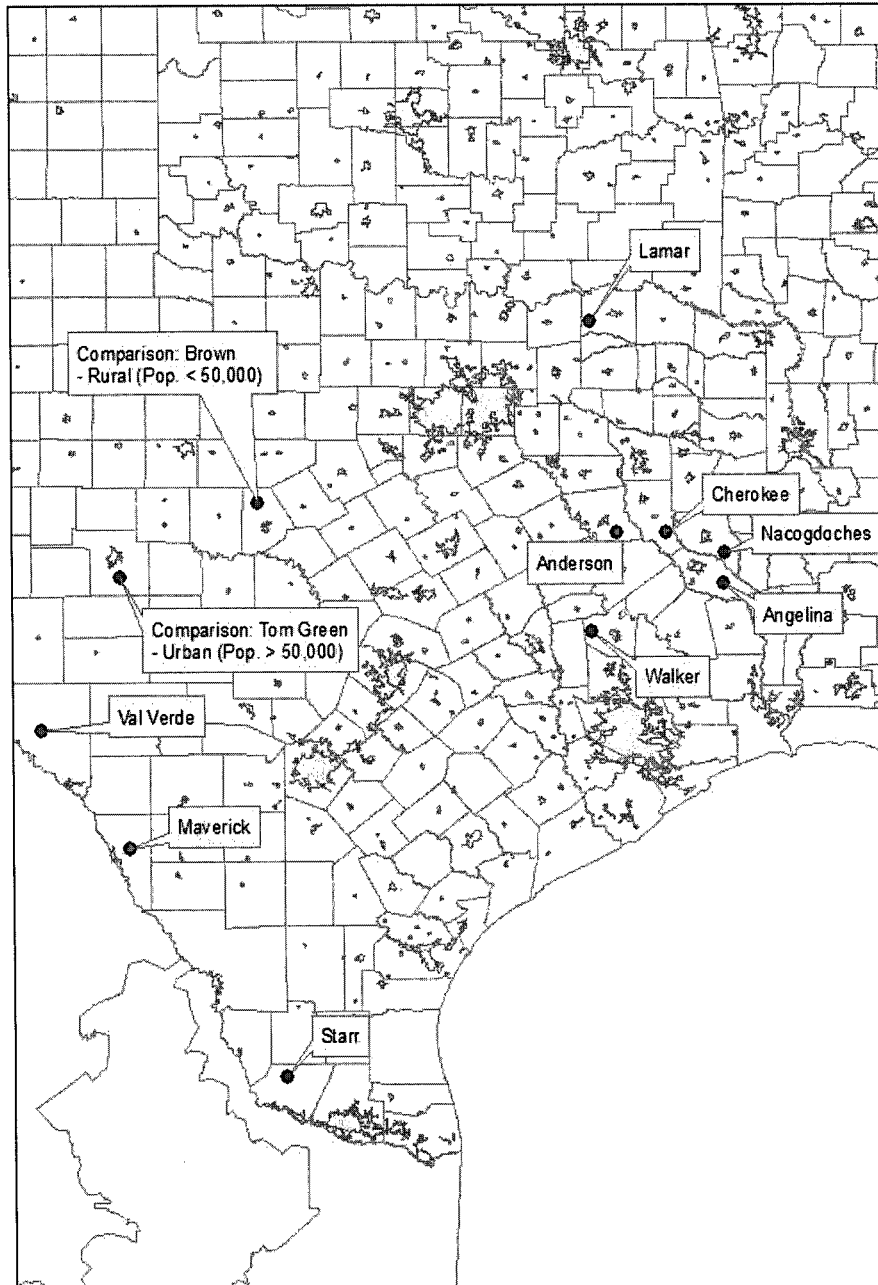 Lamar
Comparison: Brown
- Rural (Pop. < 50,000)
Cherokee
Nacogdoches
Anderson
Angelina
Comparison: Tom Green
- Urban (Pop. > 50,000)
Walker
Val Verde
Maverick
Starr